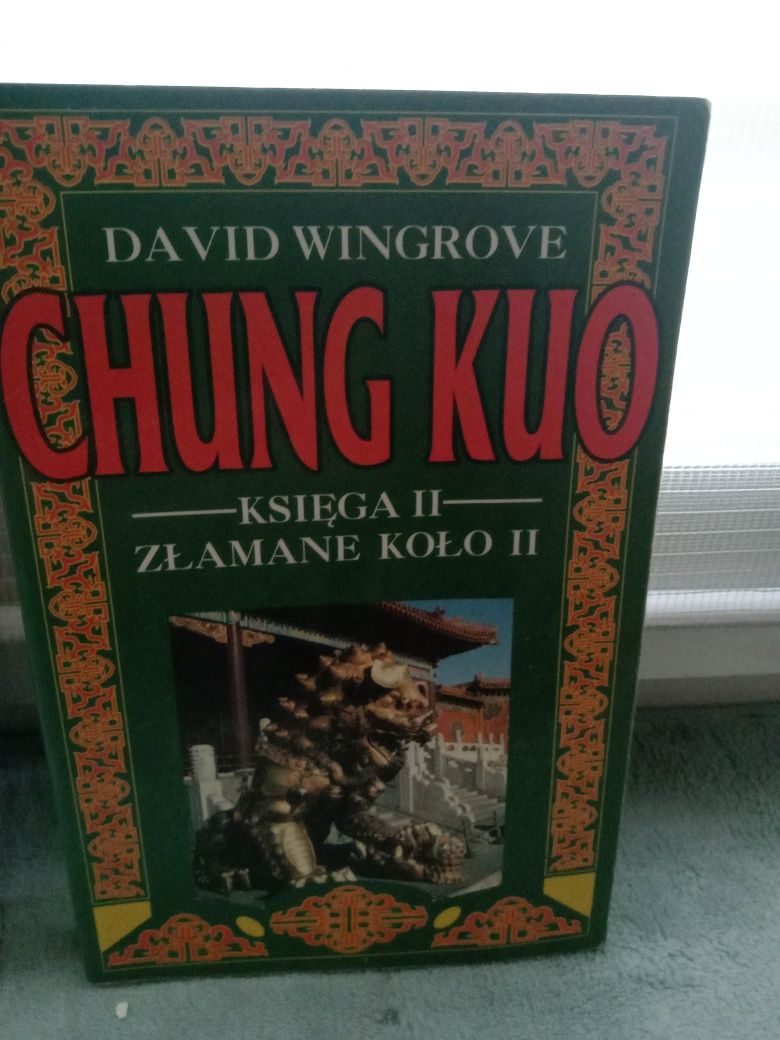 DAVID WINGROVE
CHUNG KUO
KSIĘGA II
ZŁAMANE KOŁO II